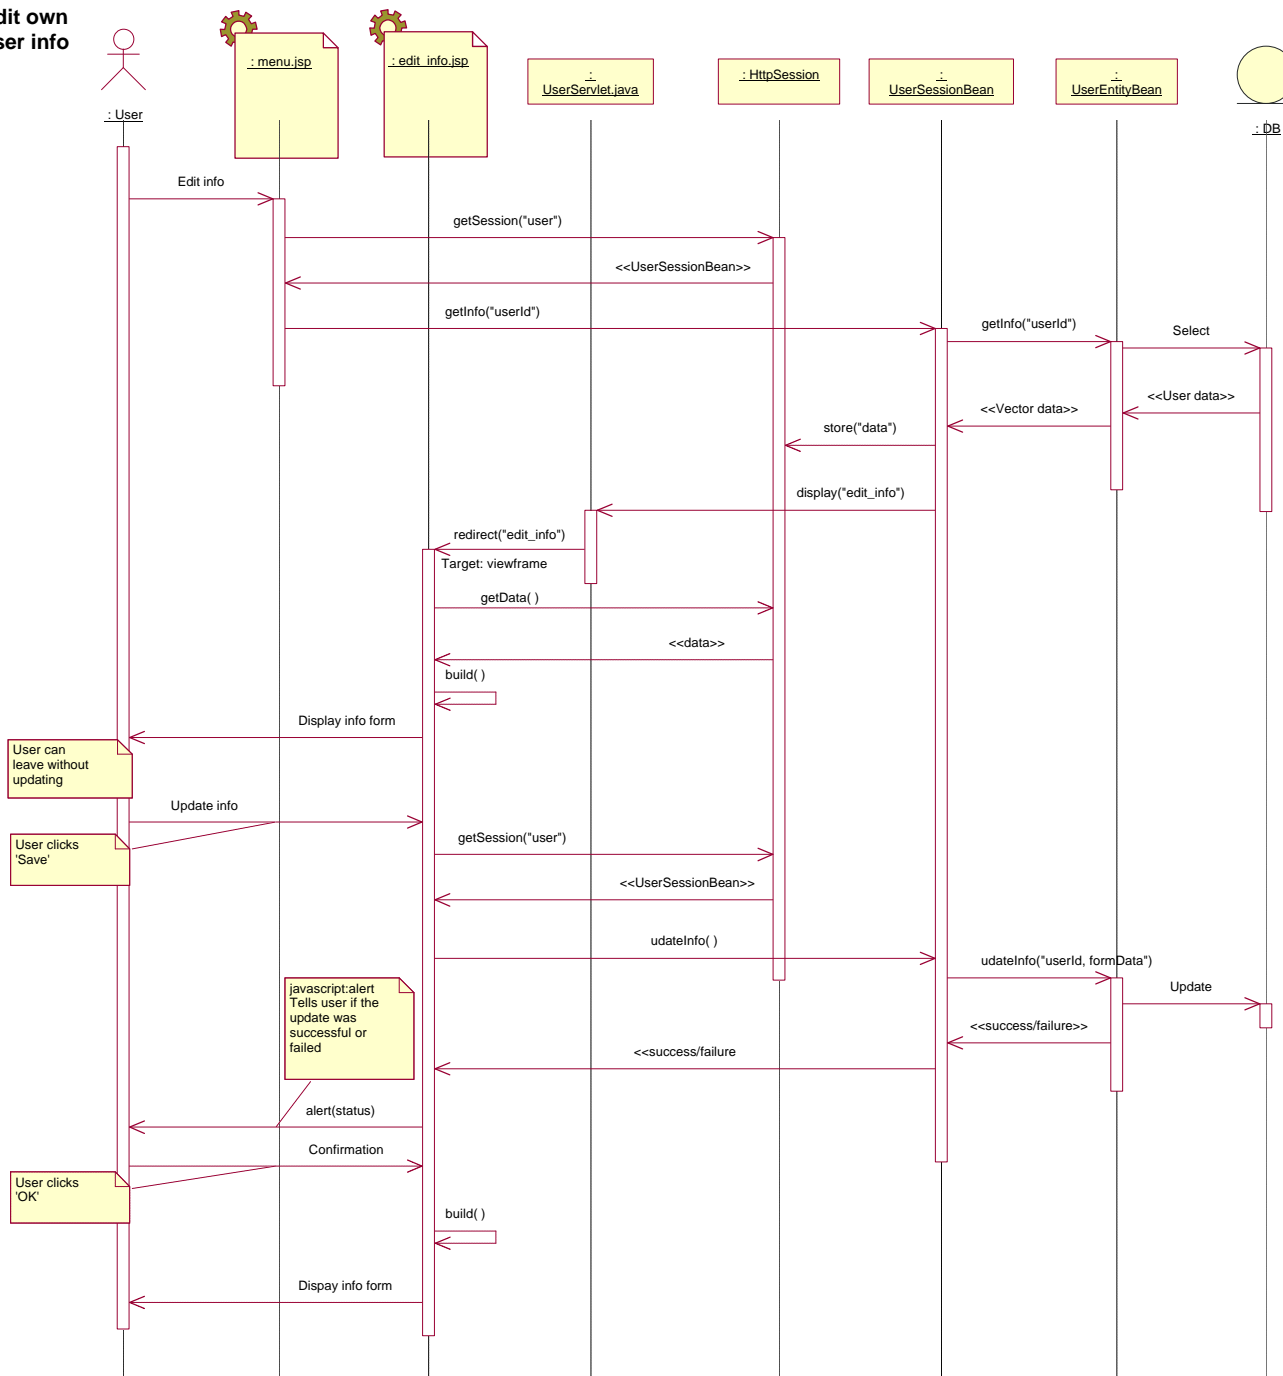 dit own
ser info
: User
: menu.jsp
: edit_info.jsp
:
UserServlet.java
: HttpSession
:
UserSessionBean
:
UserEntityBean
: DB
Edit info
getSession("user")
<<UserSessionBean>>
getInfo("userId")
getInfo("userId")
Select
<<User data>>
<<Vector data>>
store("data")
display("edit_info")
redirect("edit_info")
Target: viewframe
getData( )
<<data>>
build( )
Display info form
User can
leave without
updating
Update info
User clicks
'Save'
getSession("user")
<<UserSessionBean>>
udateInfo( )
udateInfo("userId, formData")
Update
javascript:alert
Tells user if the
update was
successful or
failed
<<success/failure>>
<<success/failure
alert(status)
Confirmation
User clicks
'OK'
build( )
Dispay info form